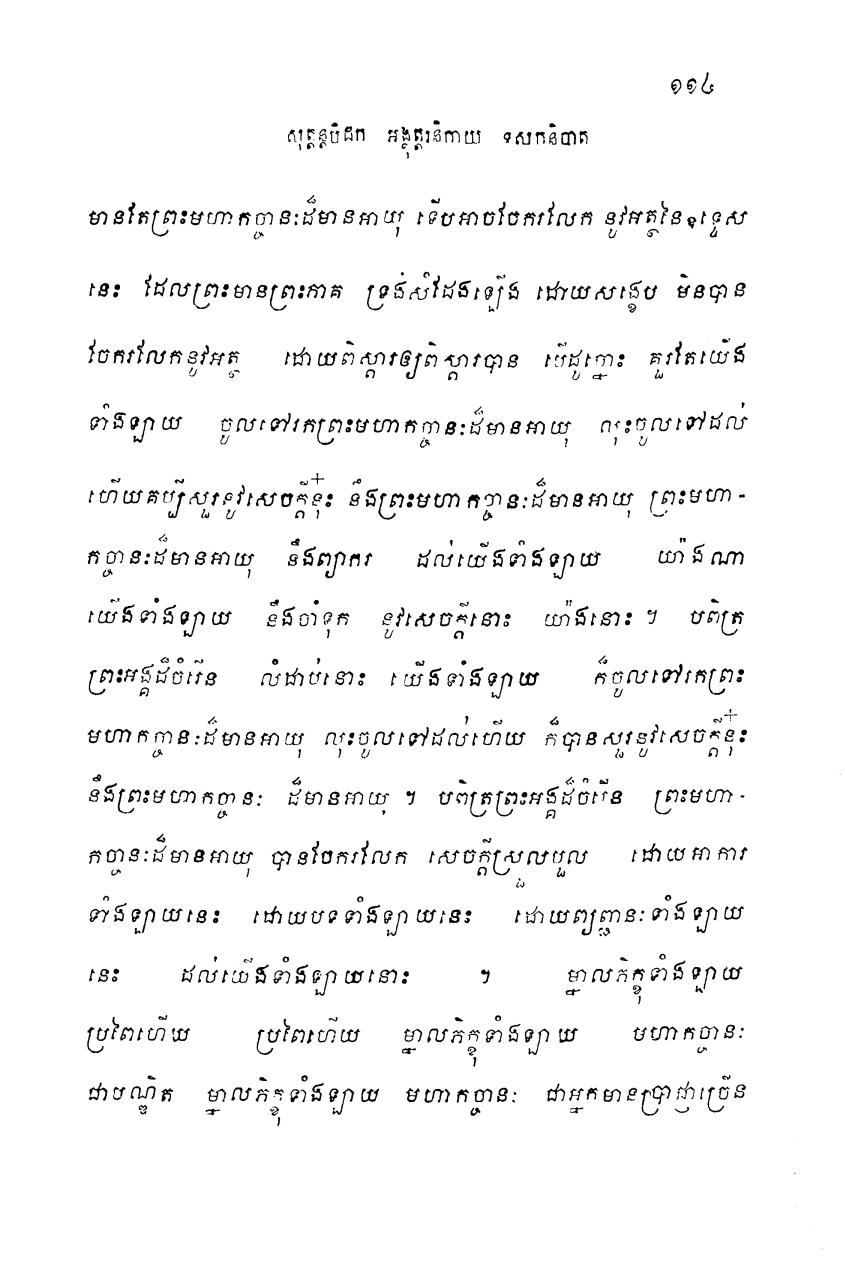 ១១៤
សុត្តន្តបិដក អង្គុត្តរនិកាយ ទសកនិបាត
មានតែព្រះមហាកច្ចានៈដ៏មានអាយុ ទើបអាចចែករលែក នូវអត្ថនៃឧទ្ទេស
នេះ ដែលព្រះមានព្រះភាគ ទ្រង់សំដែងឡើង ដោយសង្ខេប មិនបាន
ចែករលែកនូវអត្ថ ដោយពិស្តារឲ្យពិស្តារបាន បើដូច្នោះ គួរតែយើង
ទាំងឡាយ ចូលទៅរកព្រះមហាកច្ចានៈដ៏មានអាយុ លុះចូលទៅដល់
ហើយគប្បីសួរនូវសេចក្តីនុ៎ះ នឹងព្រះមហាកច្ចានៈដ៏មានអាយុ ព្រះមហា-
កច្ចានៈដ៏មានអាយុ នឹងព្យាករ ដល់យើងទាំងឡាយ យ៉ាងណា
យើងទាំងឡាយ នឹងចាំទុក នូវសេចក្តីនោះ យ៉ាងនោះ ។ បពិត្រ
ព្រះអង្គដ៏ចំរើន លំដាប់នោះ យើងទាំងឡាយ ក៏ចូលទៅរកព្រះ
មហាកច្ចានៈដ៏មានអាយុ លុះចូលទៅដល់ហើយ ក៏បានសួរនូវសេចក្តីនុ៎ះ
នឹងព្រះមហាកច្ចានៈ ដ៏មានអាយុ ។ បពិត្រព្រះអង្គដ៏ចំរើន ព្រះមហា-
កច្ចានៈដ៏មានអាយុ បានចែករលែក សេចក្តីស្រួលបួល ដោយអាការ
ទាំងឡាយនេះ ដោយបទទាំងឡាយនេះ ដោយព្យញ្ជនៈទាំងឡាយ
នេះ ដល់យើងទាំងឡាយនោះ ។ ម្នាលភិក្ខុទាំងឡាយ
ប្រពៃហើយ ប្រពៃហើយ ម្នាលភិក្ខុទាំងឡាយ មហាកច្ចានៈ
ជាបណ្ឌិត ម្នាលភិក្ខុទាំងឡាយ មហាកច្ចានៈ ជាអ្នកមានប្រាជ្ញាច្រើន